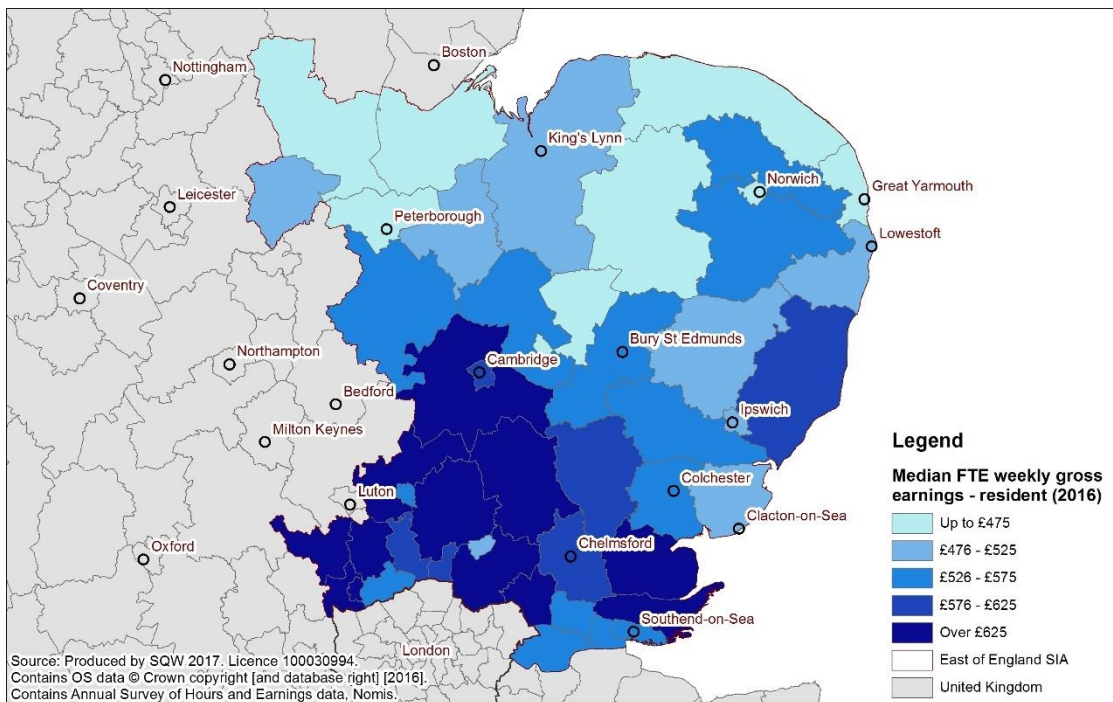 Boston
Nottingham
King's Lynn
Norwich
Great Yarmouth
Leicester
Peterborough
Lowestoft
Coventry
Northampton
Bury St Edmunds
Cambridge
Bedford
Ipswich
Milton Keynes
Luton
Colchester
Clacton-on-Sea
Oxford
Chelmsford
Southend-on-Sea
London
Legend
Median FTE weekly gross
earnings - resident (2016)
Up to £475
£476 - £525
£526 - £575
£576 - £625
Over £625
East of England SIA
United Kingdom
Source: Produced by SQW 2017. Licence 100030994.
Contains OS data © Crown copyright [and database right] [2016].
Contains Annual Survey of Hours and Earnings data, Nomis.